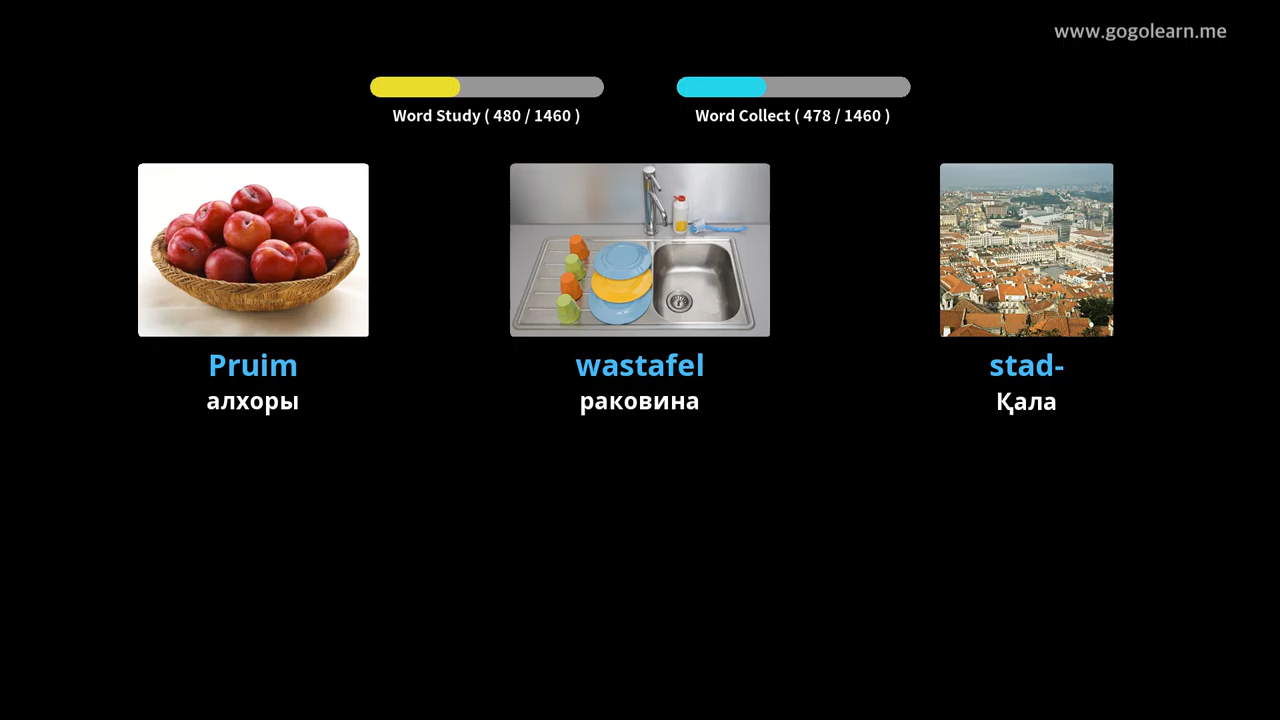 www.gogolearn.me
Word Study ( 480 / 1460 )
Word Collect ( 478 / 1460 )
Pruim
алхоры
wastafel
раковина
stad-
Қала